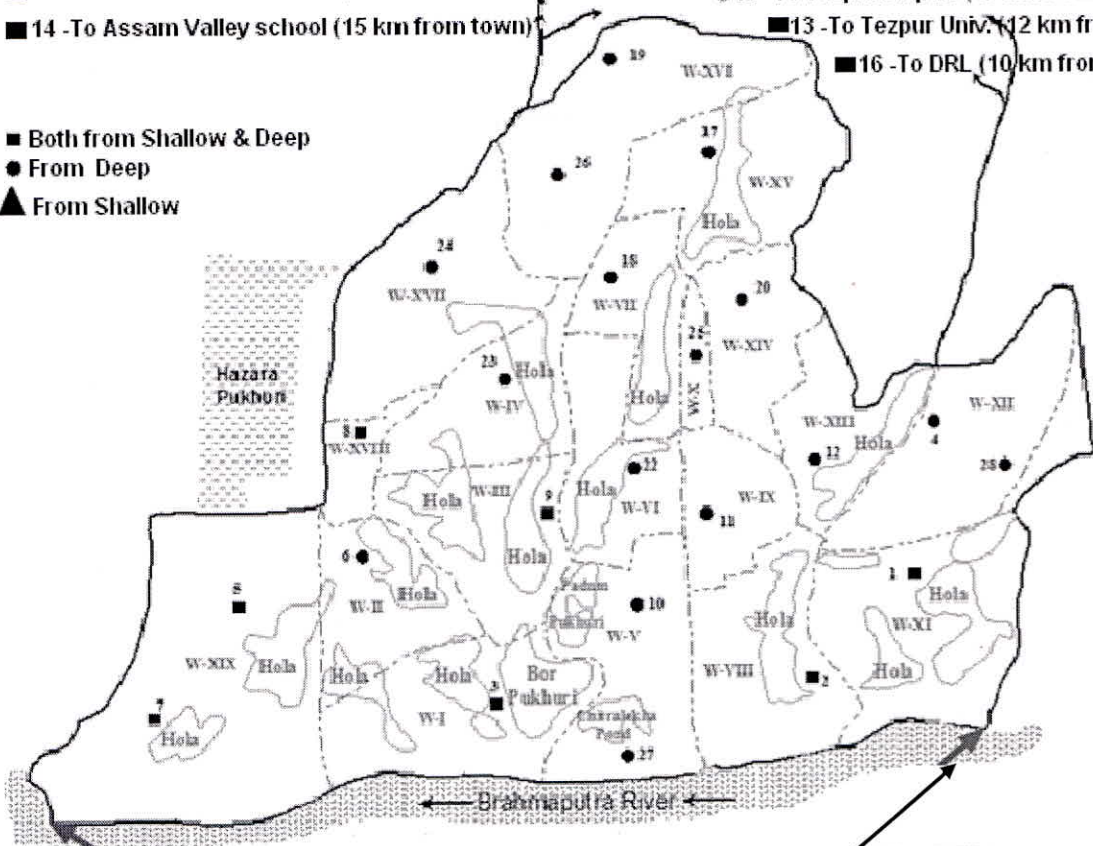 14 -To Assam Valley school (15 km from town)
13 -To Tezpur Univ. (12 km fr
16 -To DRL (10 km from
Both from Shallow & Deep
From Deep
From Shallow
19
W-XVII
17
26
W-XV
Hola
24
18
W-XVII
W-VII
20
25
W-XIV
Hazara
Pukhuri
23
Hola
W-IV
Hola
W-X
W-XII
W-XIII
4
8
W-XVIII
Hola
12
28
22
Hola
W-III
9
Hola
W-VI
W-IX
11
Hola
6
1
Padum
Hola
Hola
5
W-II
10
Pukhuri
W-V
Hola
W-XI
W-XIX
Hola
Hola
Hola
Bor
Pukhuri
W-VIII
Hola
3
2
7
W-I
Pond
Hola
27
Brahmaputra River